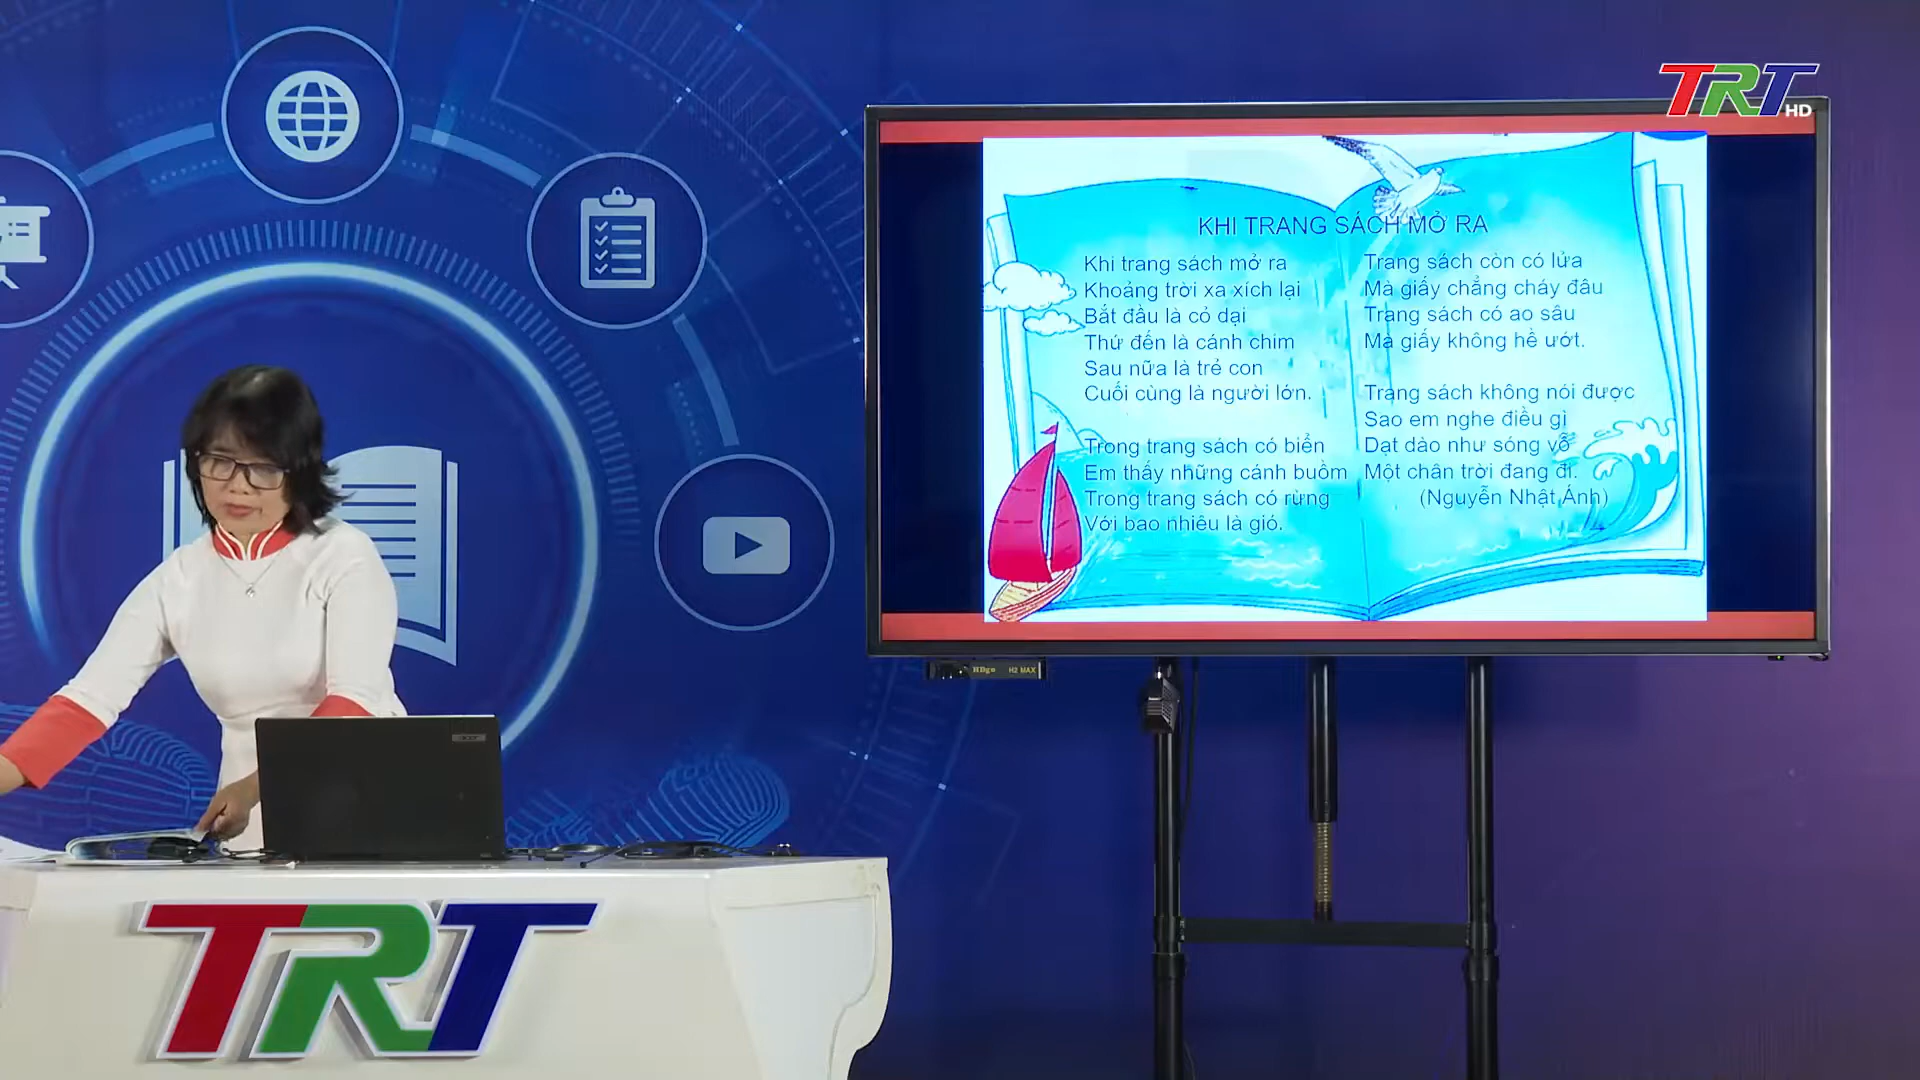 TRT HD
KHI TRANG SÁCH MỞ RA
Khi trang sách mở ra
Khoảng trời xa xích lại
Bắt đầu là cỏ dại
Thứ đến là cánh chim
Sau nữa là trẻ con
Cuối cùng là người lớn.
Trong trang sách có biển
Em thấy những cánh buồm
Trong trang sách có rừng
Với bao nhiêu là gió.
Trang sách còn có lửa
Mà giấy chẳng cháy đâu
Trang sách có ao sâu
Mà giấy không hề ướt.
Trang sách không nói được
Sao em nghe điều gì
Dạt dào như sóng vỗ
Một chân trời đang đi.
(Nguyễn Nhật Ánh)
HDgo H2 MAX
acer
TRT